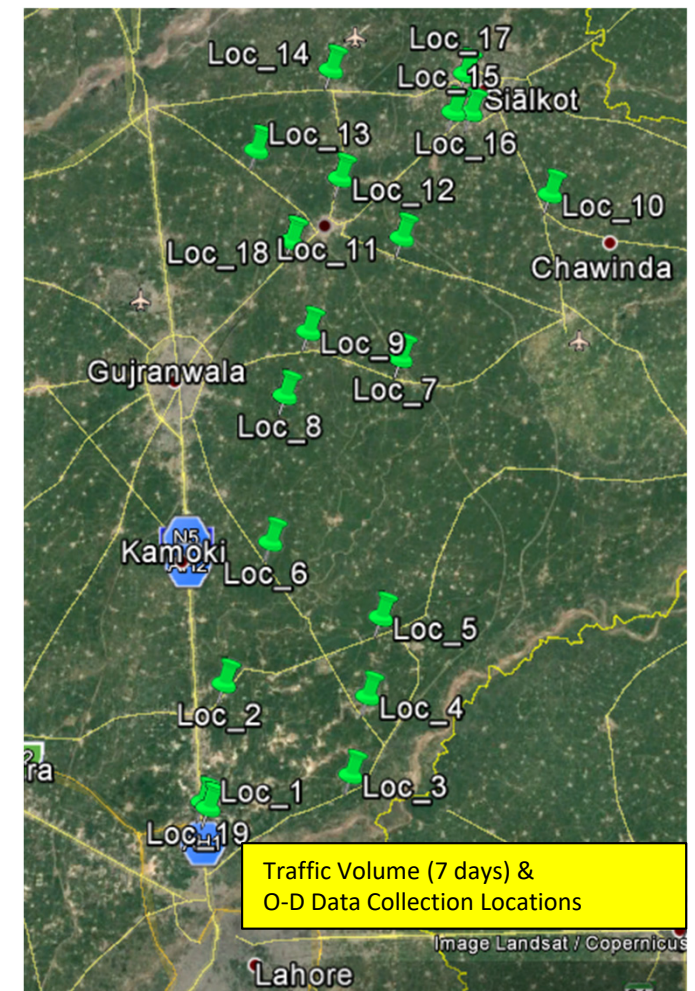 Loc_17
Loc_14
Loc_15
Siālkot
Loc_13
Loc_16
Loc_12
Loc_10
Loc_18
Loc_11
Chawinda
Loc_9
Gujranwala
Loc_7
Loc_8
N5
Kamoki
Loc_6
Loc_5
Loc_2
Loc_4
ra
Loc_3
Loc_1
Loc_19
Traffic Volume (7 days) &
O-D Data Collection Locations
Image Landsat / Copernicus
Lahore